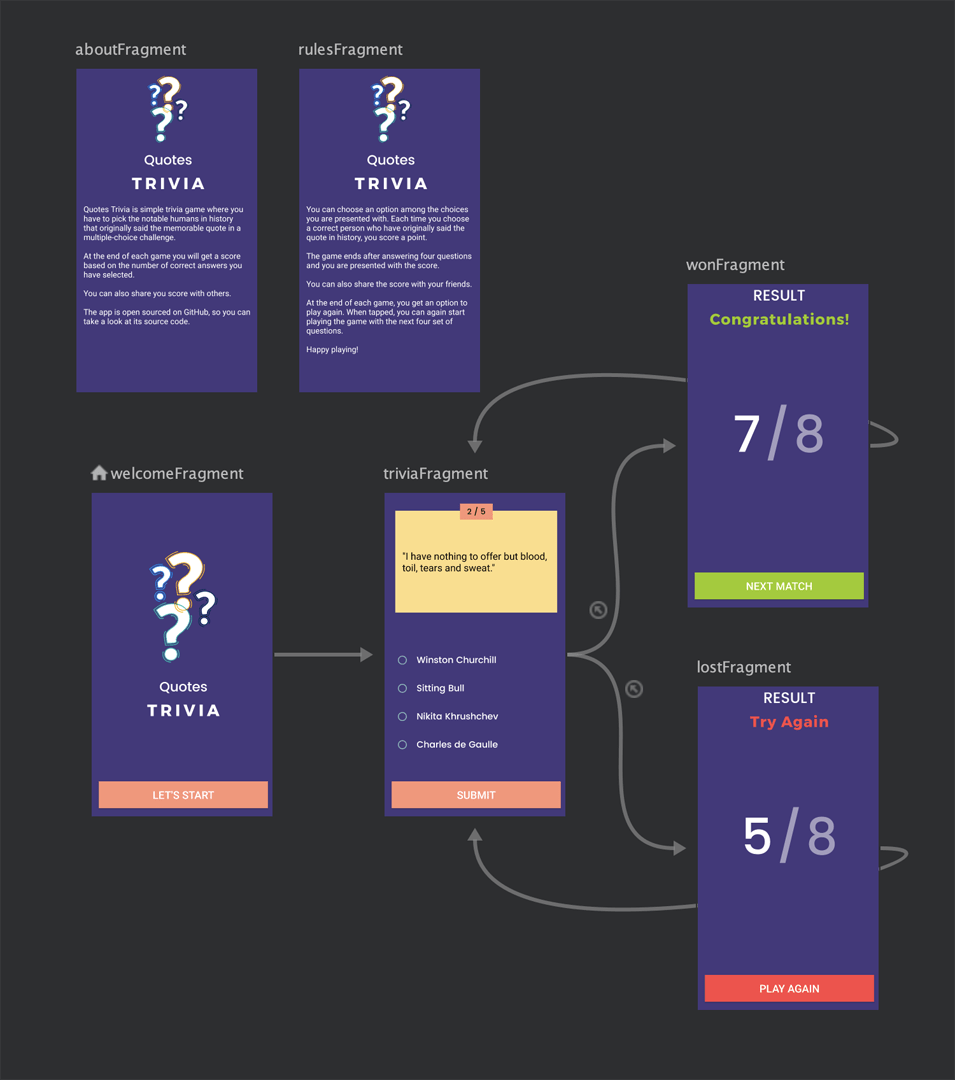 aboutFragment
Quotes
TRIVIA
Quotes Trivia is simple trivia game where you
have to pick the notable humans in history
that originally said the memorable quote in a
multiple-choice challenge.
At the end of each game you will get a score
based on the number of correct answers you
have selected.
You can also share you score with others.
The app is open sourced on GitHub, so you can
take a look at its source code.
rulesFragment
Quotes
TRIVIA
You can choose an option among the choices
you are presented with. Each time you choose
a correct person who have originally said the
quote in history, you score a point.
The game ends after answering four questions
and you are presented with the score.
You can also share the score with your friends.
At the end of each game, you get an option to
play again. When tapped, you can again start
playing the game with the next four set of
questions.
Happy playing!
wonFragment
RESULT
Congratulations!
7/8
NEXT MATCH
welcomeFragment
Quotes
TRIVIA
LET'S START
triviaFragment
2 / 5
"I have nothing to offer but blood,
toil, tears and sweat."
Winston Churchill
Sitting Bull
Nikita Khrushchev
Charles de Gaulle
SUBMIT
lostFragment
RESULT
Try Again
5/8
PLAY AGAIN